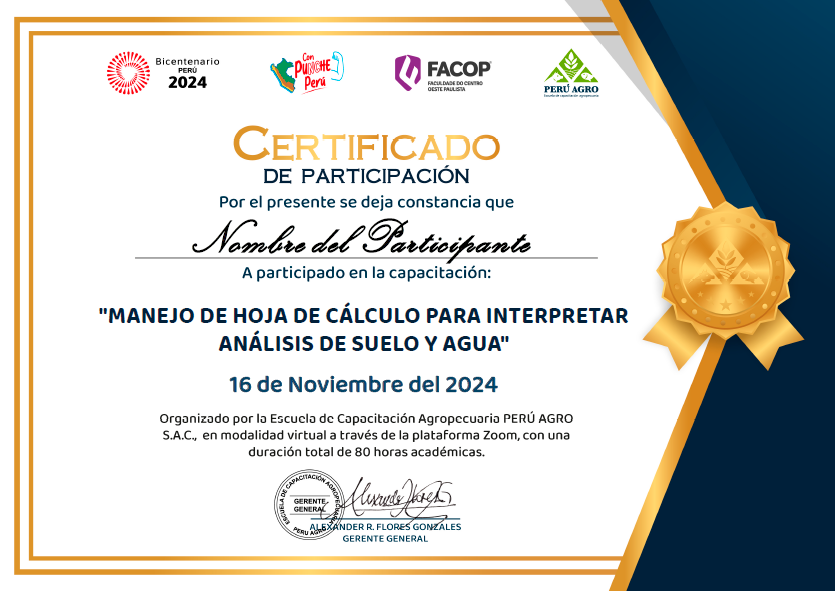 Bicentenario
PERÚ
2024
Con
PUNCHE
Perú
FACOP
FACULDADE DO CENTRO
OESTE PAULISTA
PERÚ AGRO
Escuela de capacitación agropecuaria
CERTIFICADO
DE PARTICIPACIÓN
Por el presente se deja constancia que
Nombre del Participante
A participado en la capacitación:
"MANEJO DE HOJA DE CÁLCULO PARA INTERPRETAR
ANÁLISIS DE SUELO Y AGUA"
16 de Noviembre del 2024
Organizado por la Escuela de Capacitación Agropecuaria PERÚ AGRO
S.A.C., en modalidad virtual a través de la plataforma Zoom, con una
duración total de 80 horas académicas.
ESCUELA DE CAPACITACIÓN AGROPECUARIA
GERENTE
GENERAL
PERU AGRO
ALEXANDER R. FLORES GONZALES
GERENTE GENERAL